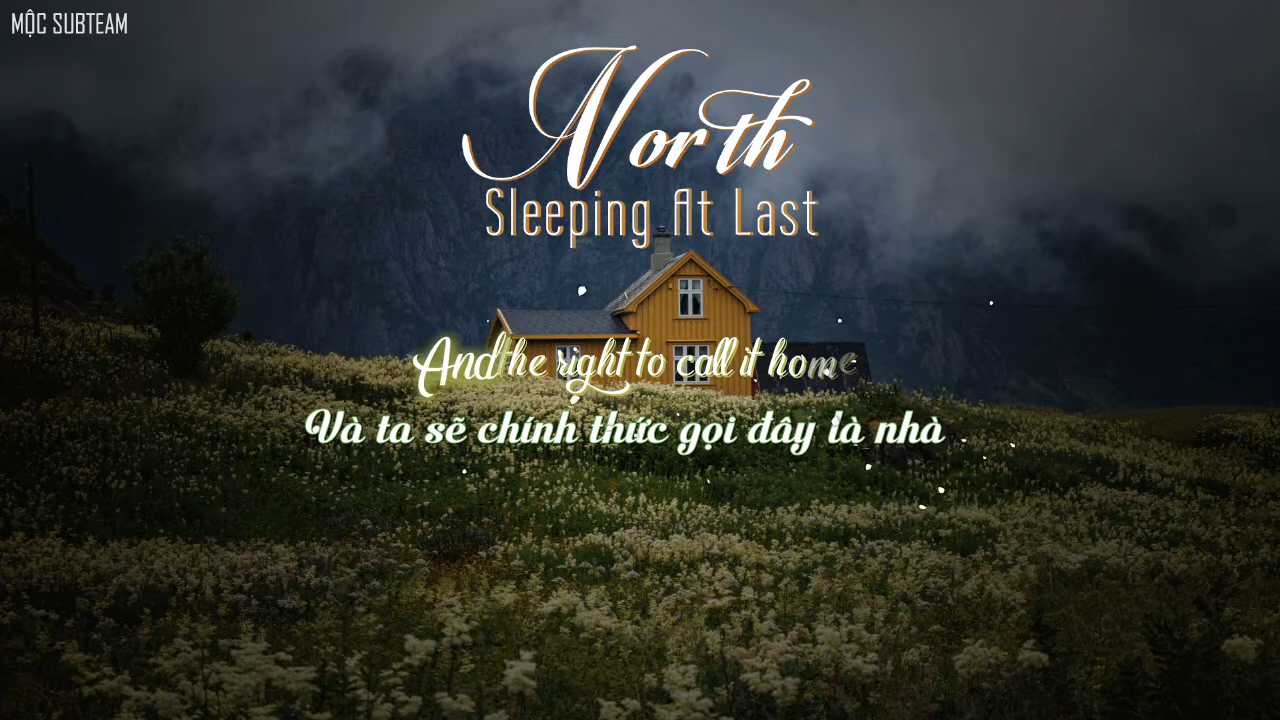 MỘC SUBTEAM
North
Sleeping At Last
And the right to call it home
Và ta sẽ chính thức gọi đây là nhà